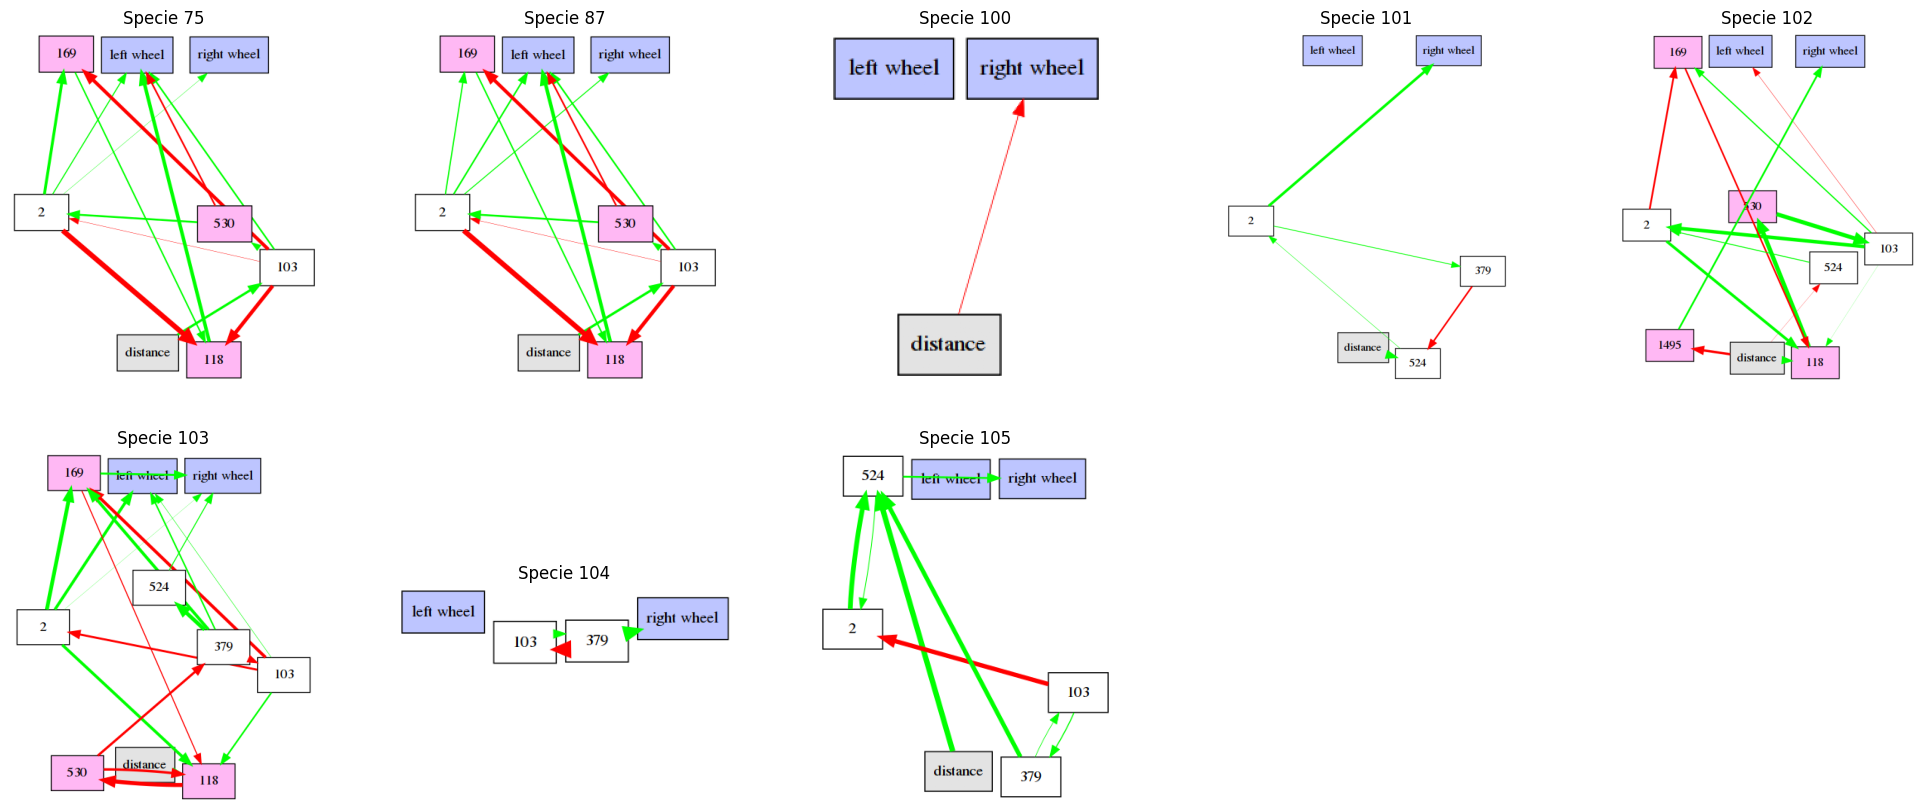 Specie 75
169
left wheel
right wheel
2
530
103
distance
118
Specie 87
169
left wheel
right wheel
2
530
103
distance
118
Specie 100
left wheel
right wheel
distance
Specie 101
left wheel
right wheel
2
379
distance
524
Specie 102
169
left wheel
right wheel
530
2
103
524
1495
distance
118
Specie 103
169
left wheel
right wheel
524
2
379
103
530
distance
118
Specie 104
left wheel
103
379
right wheel
Specie 105
524
left wheel
right wheel
2
103
distance
379